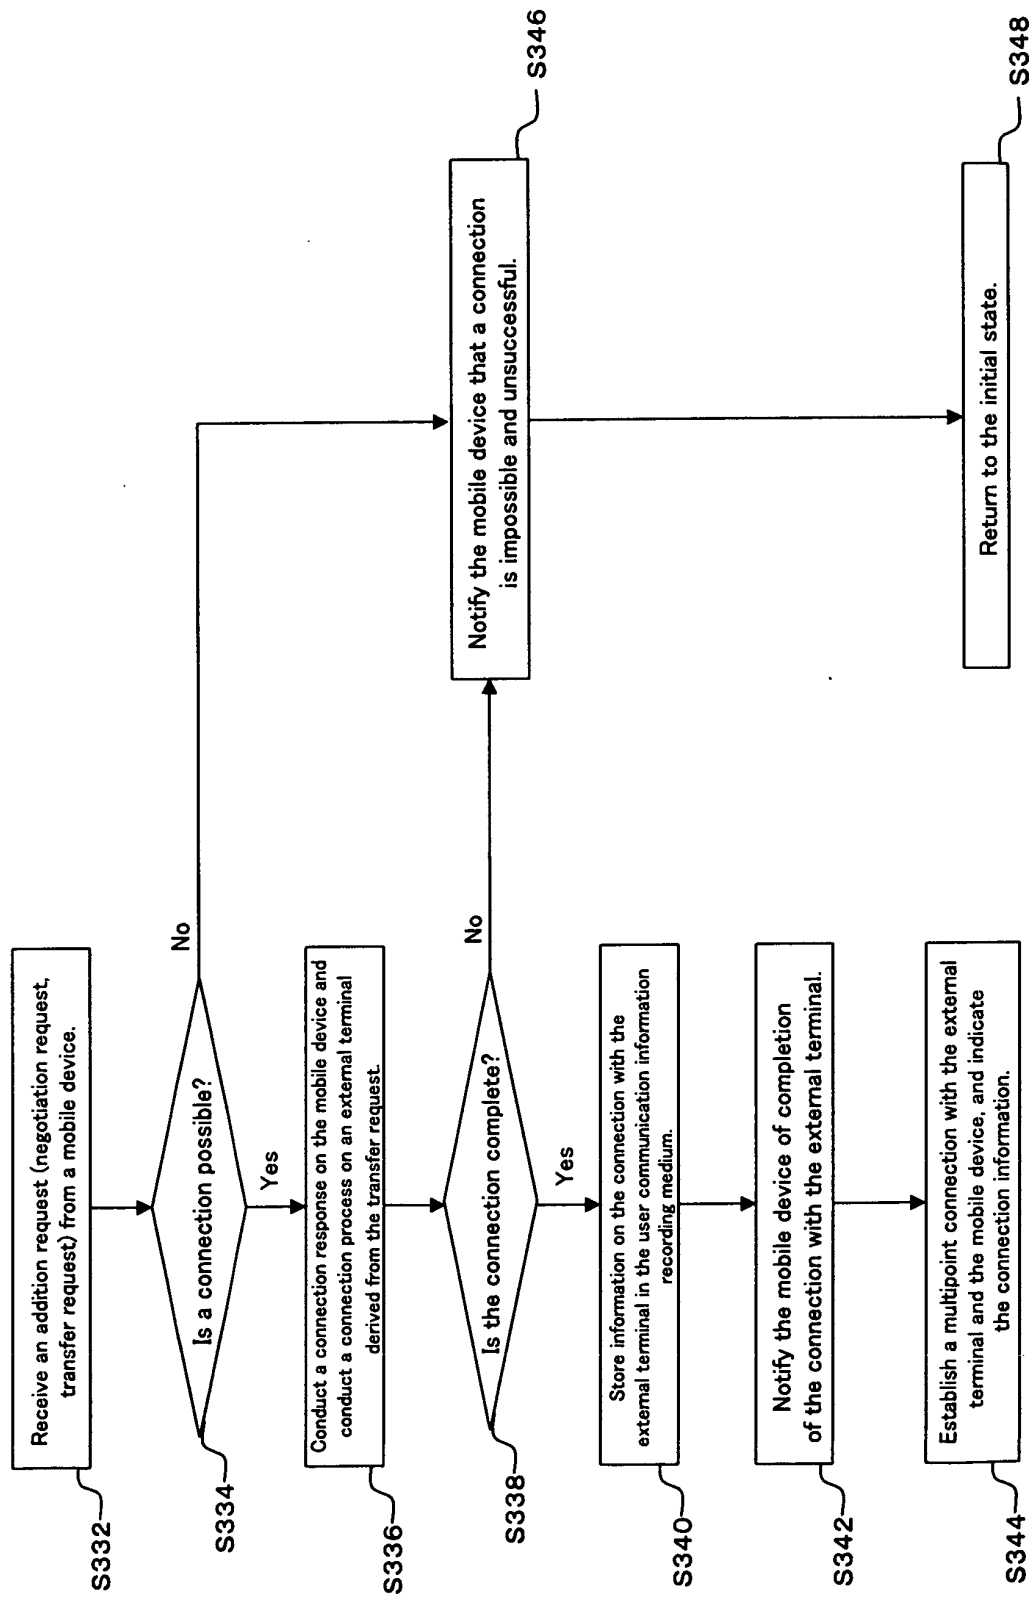 S332
Receive an addition request (negotiation request,
transfer request) from a mobile device.
S334
Is a connection possible?
No
Yes
S336
Conduct a connection response on the mobile device and
conduct a connection process on an external terminal
derived from the transfer request.
S338
Is the connection complete?
No
Yes
S346
Notify the mobile device that a connection
is impossible and unsuccessful.
S340
Store information on the connection with the
external terminal in the user communication information
recording medium.
S342
Notify the mobile device of completion
of the connection with the external terminal.
S344
Establish a multipoint connection with the external
terminal and the mobile device, and indicate
the connection information.
S348
Return to the initial state.